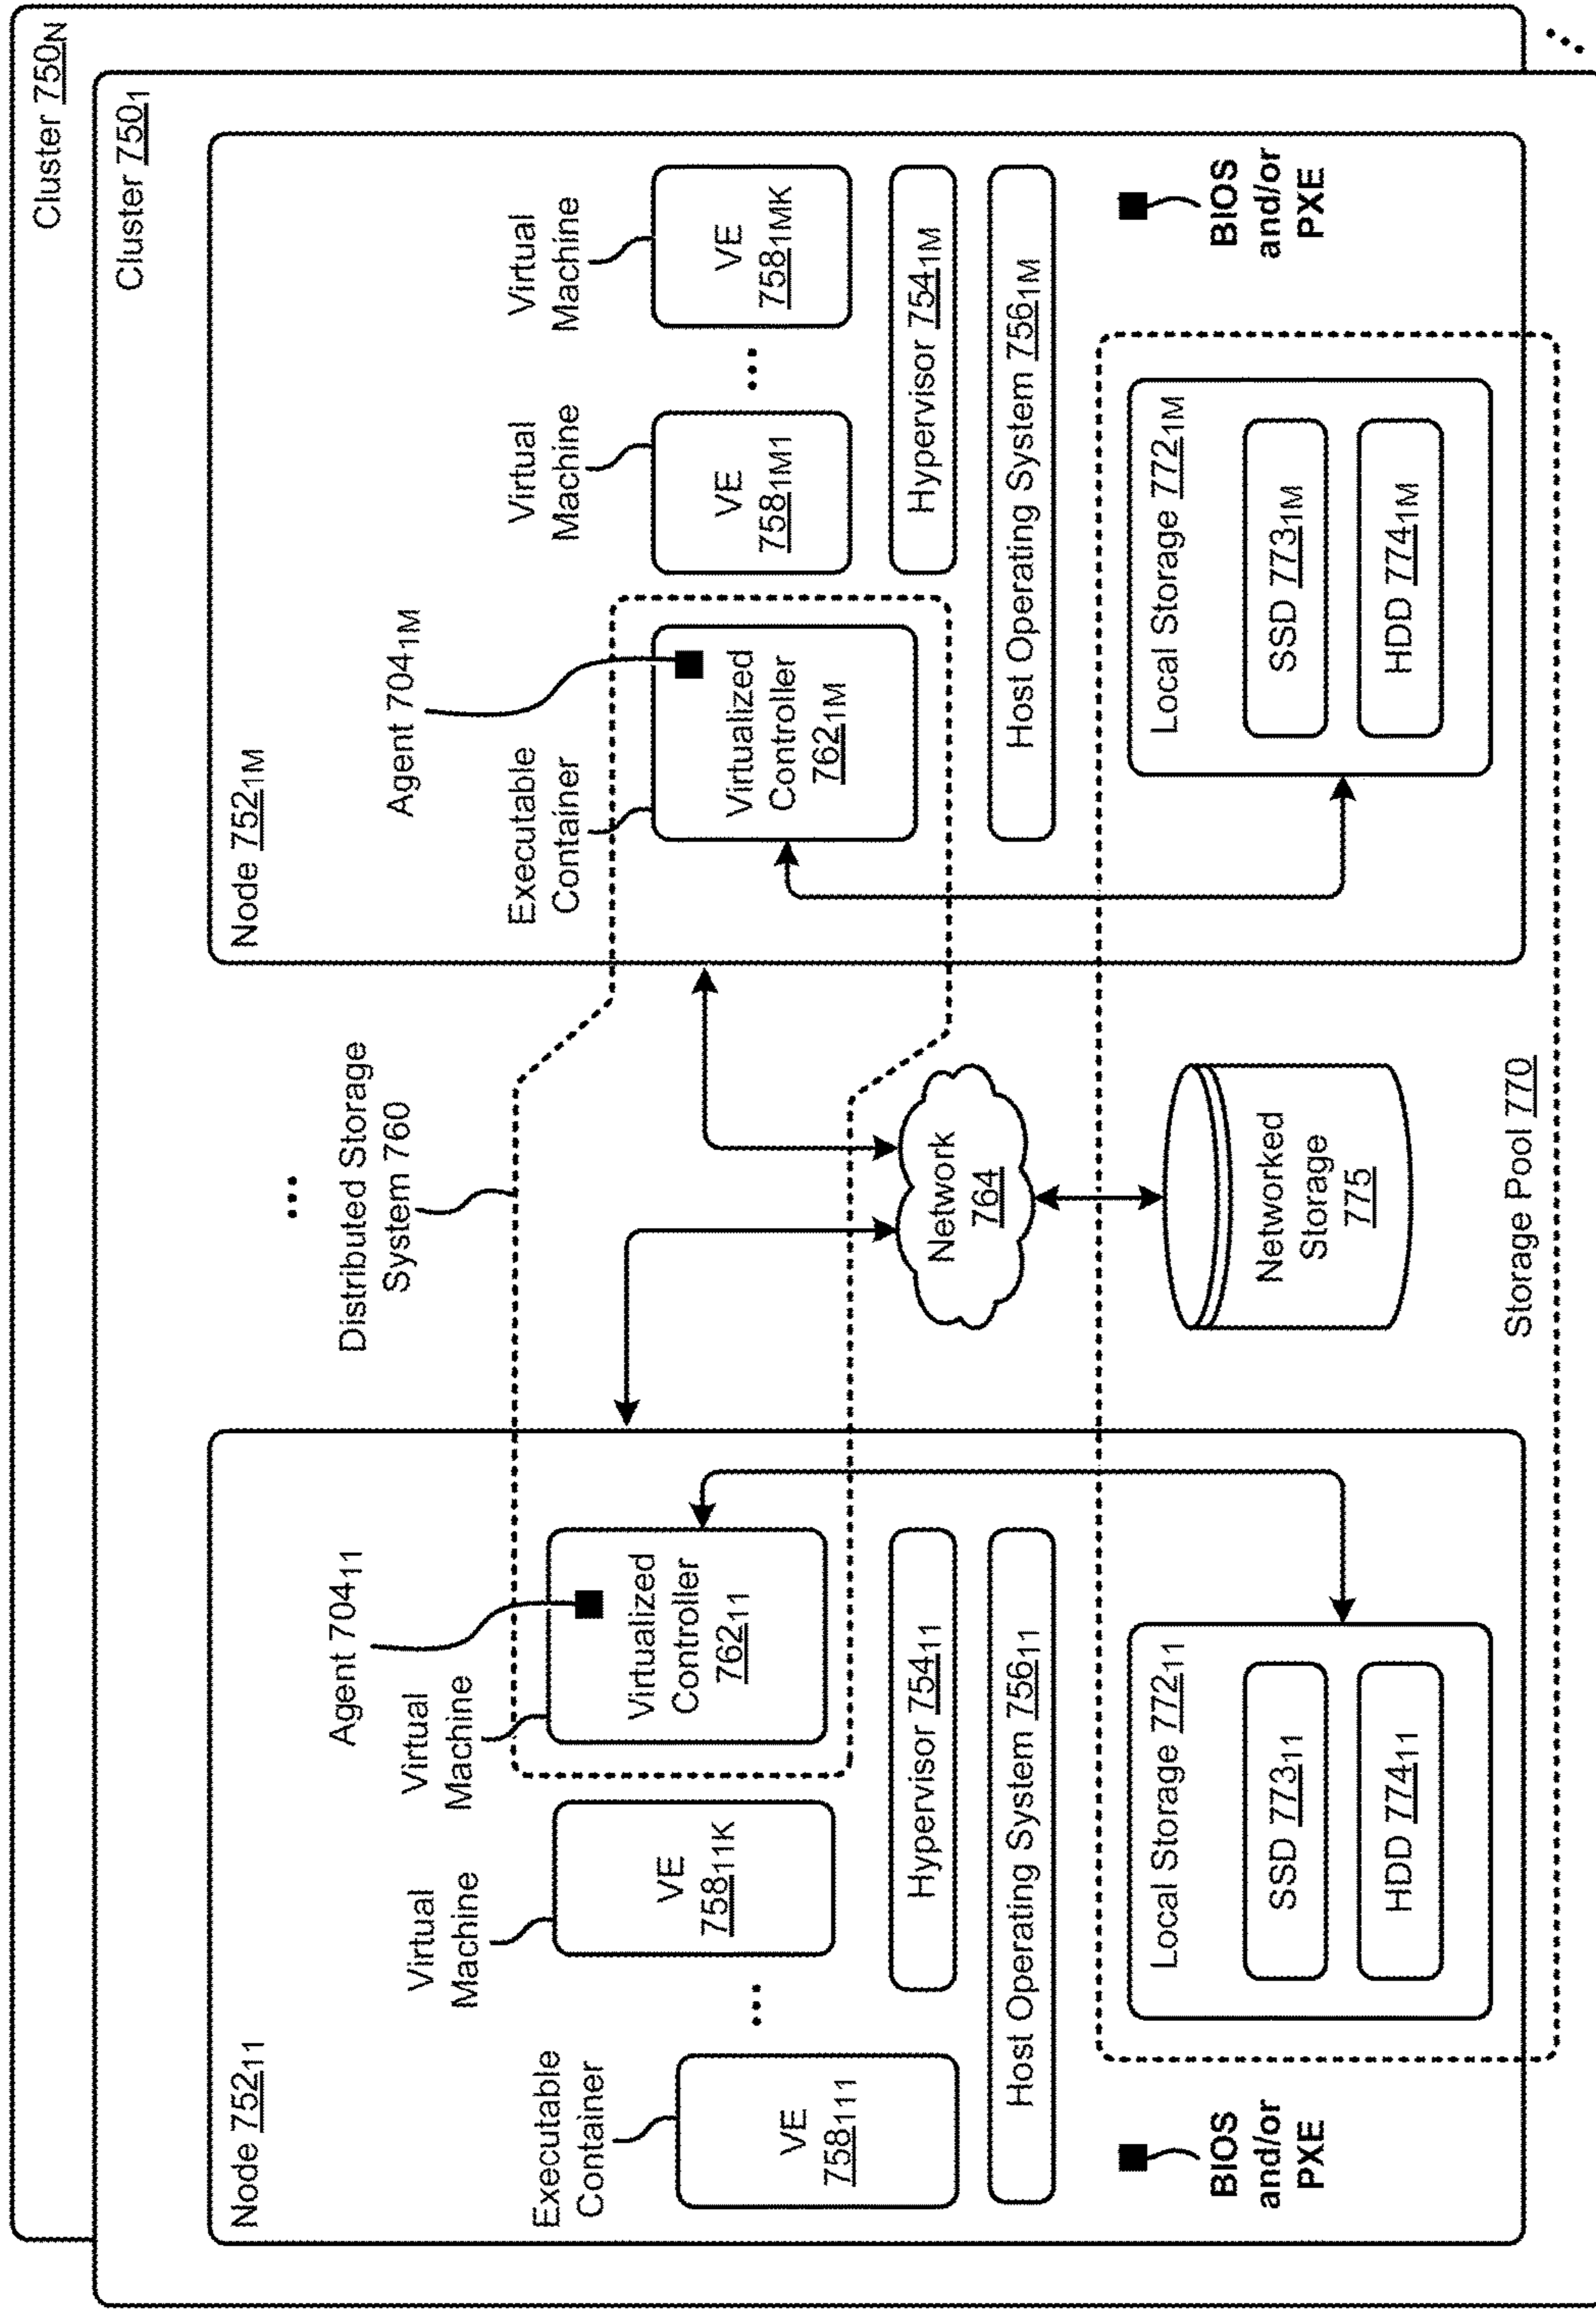 Cluster 750N
Cluster 7501
Node 75211
Agent 70411
Virtual
Machine
Virtual
Machine
Executable
Container
VE
758111
...
VE
75811K
Virtualized
Controller
76211
Hypervisor 75411
Host Operating System 75611
BIOS
and/or
PXE
Local Storage 77211
SSD 77311
HDD 77411
...
Distributed Storage
System 760
Network
764
Networked
Storage
775
Storage Pool 770
Node 7521M
Agent 7041M
Executable
Container
Virtual
Machine
Virtual
Machine
Virtualized
Controller
7621M
VE
7581M1
...
VE
7581MK
Hypervisor 7541M
Host Operating System 7561M
Local Storage 7721M
SSD 7731M
HDD 7741M
BIOS
and/or
PXE
...